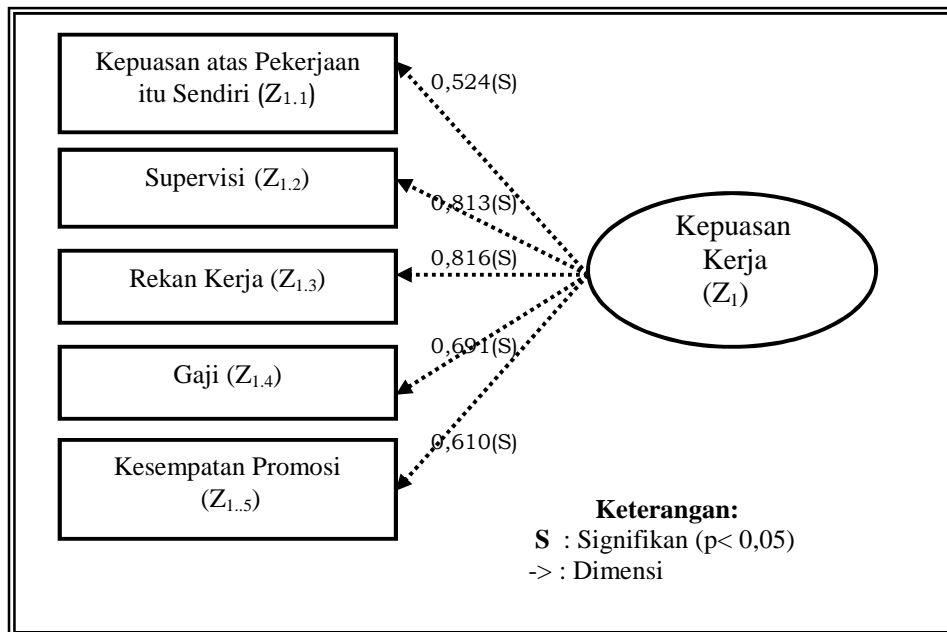 Kepuasan atas Pekerjaan
itu Sendiri (Z1.1)
0,524(S)
Supervisi (Z1.2)
0,813(S)
Rekan Kerja (Z1.3)
0,816(S)
Gaji (Z1.4)
0,691(S)
Kesempatan Promosi
(Z1..5)
0,610(S)
Kepuasan
Kerja
(Z1)
Keterangan:
S : Signifikan (p< 0,05)
-> : Dimensi